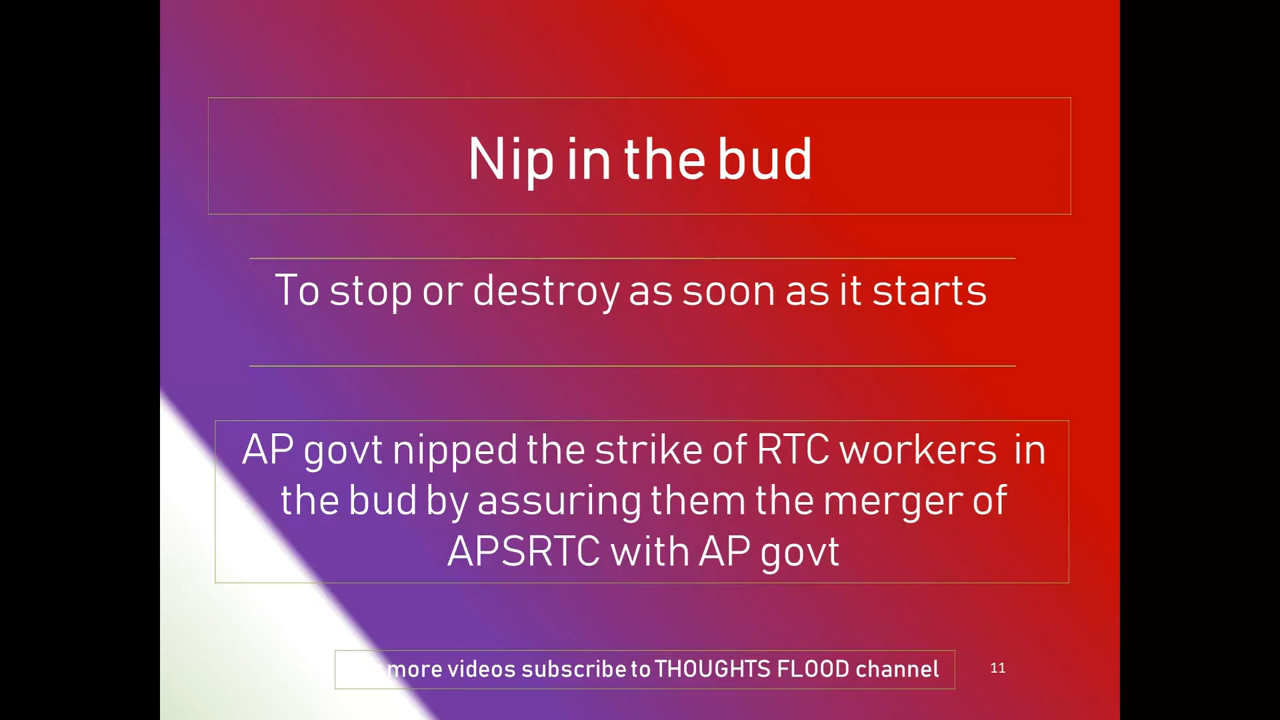 Nip in the bud
To stop or destroy as soon as it starts
AP govt nipped the strike of RTC workers in
the bud by assuring them the merger of
APSRTC with AP govt
more videos subscribe to THOUGHTS FLOOD channel
11